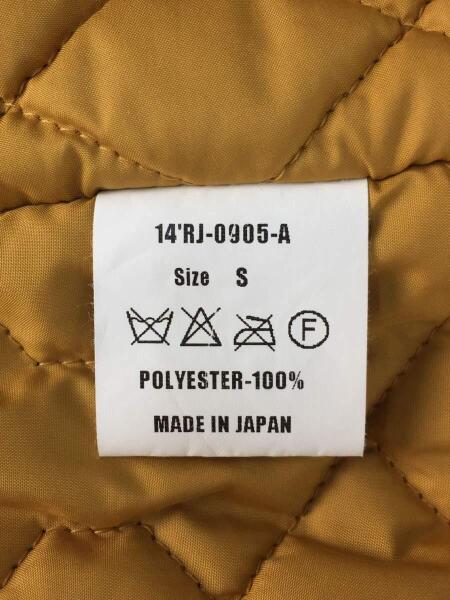 14'RJ-0905-A
Size S
F
POLYESTER-100%
MADE IN JAPAN